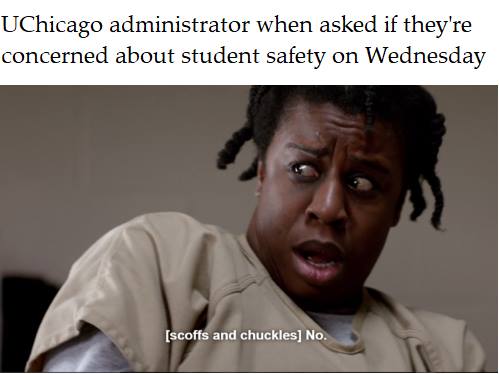 UChicago administrator when asked if they're
concerned about student safety on Wednesday
[scoffs and chuckles] No.